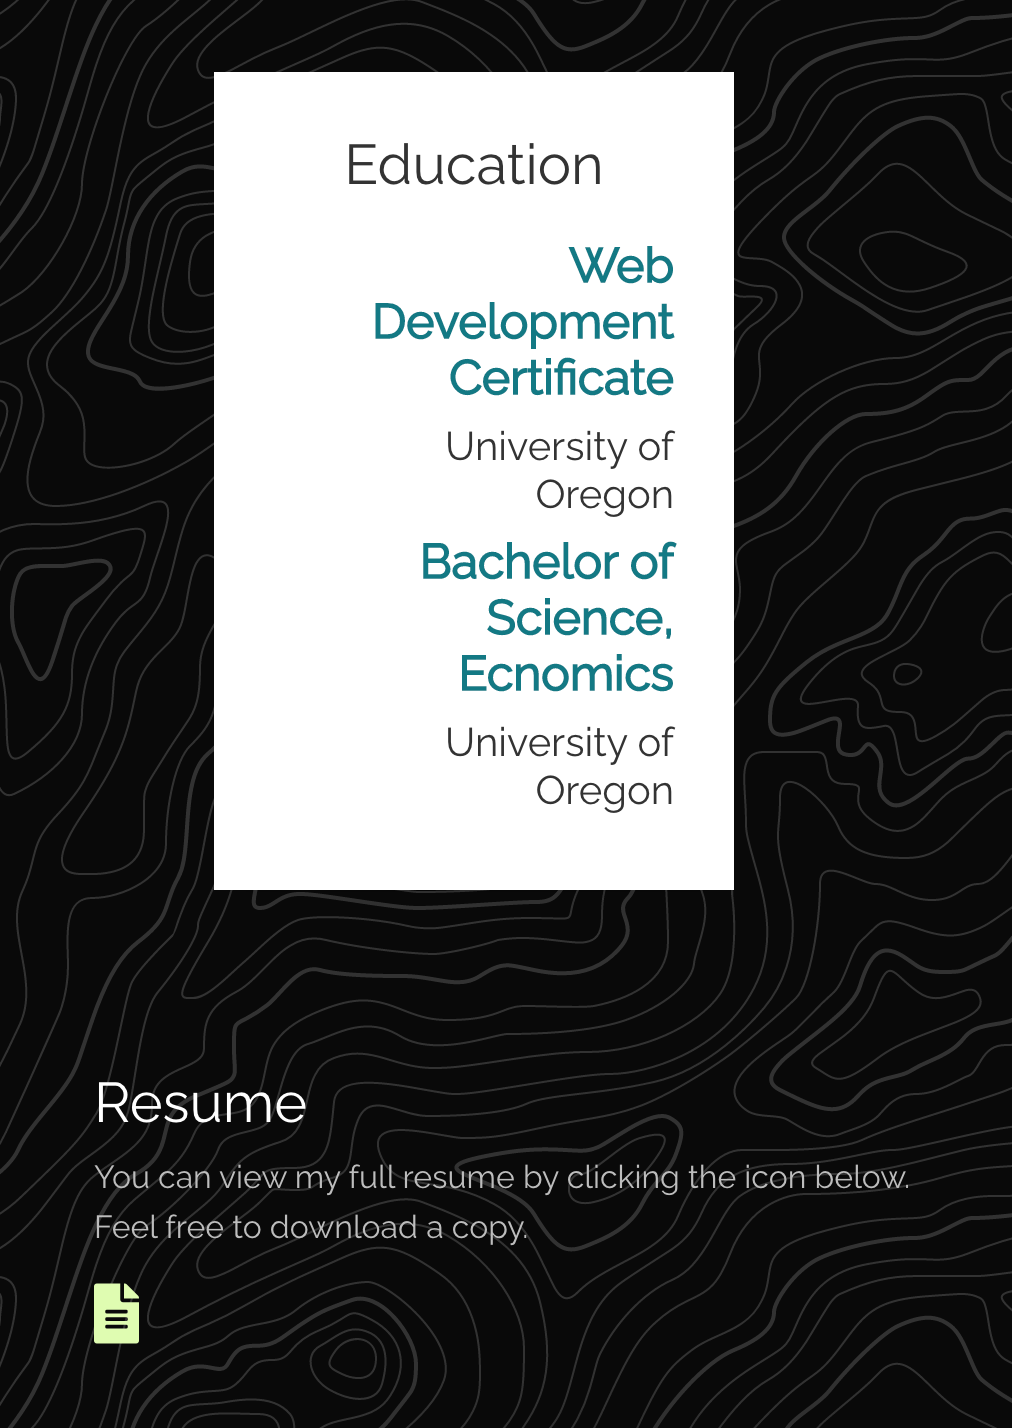 Education
Web
Development
Certificate
University of
Oregon
Bachelor of
Science,
Ecnomics
University of
Oregon
Resume
You can view my full resume by clicking the icon below.
Feel free to download a copy.